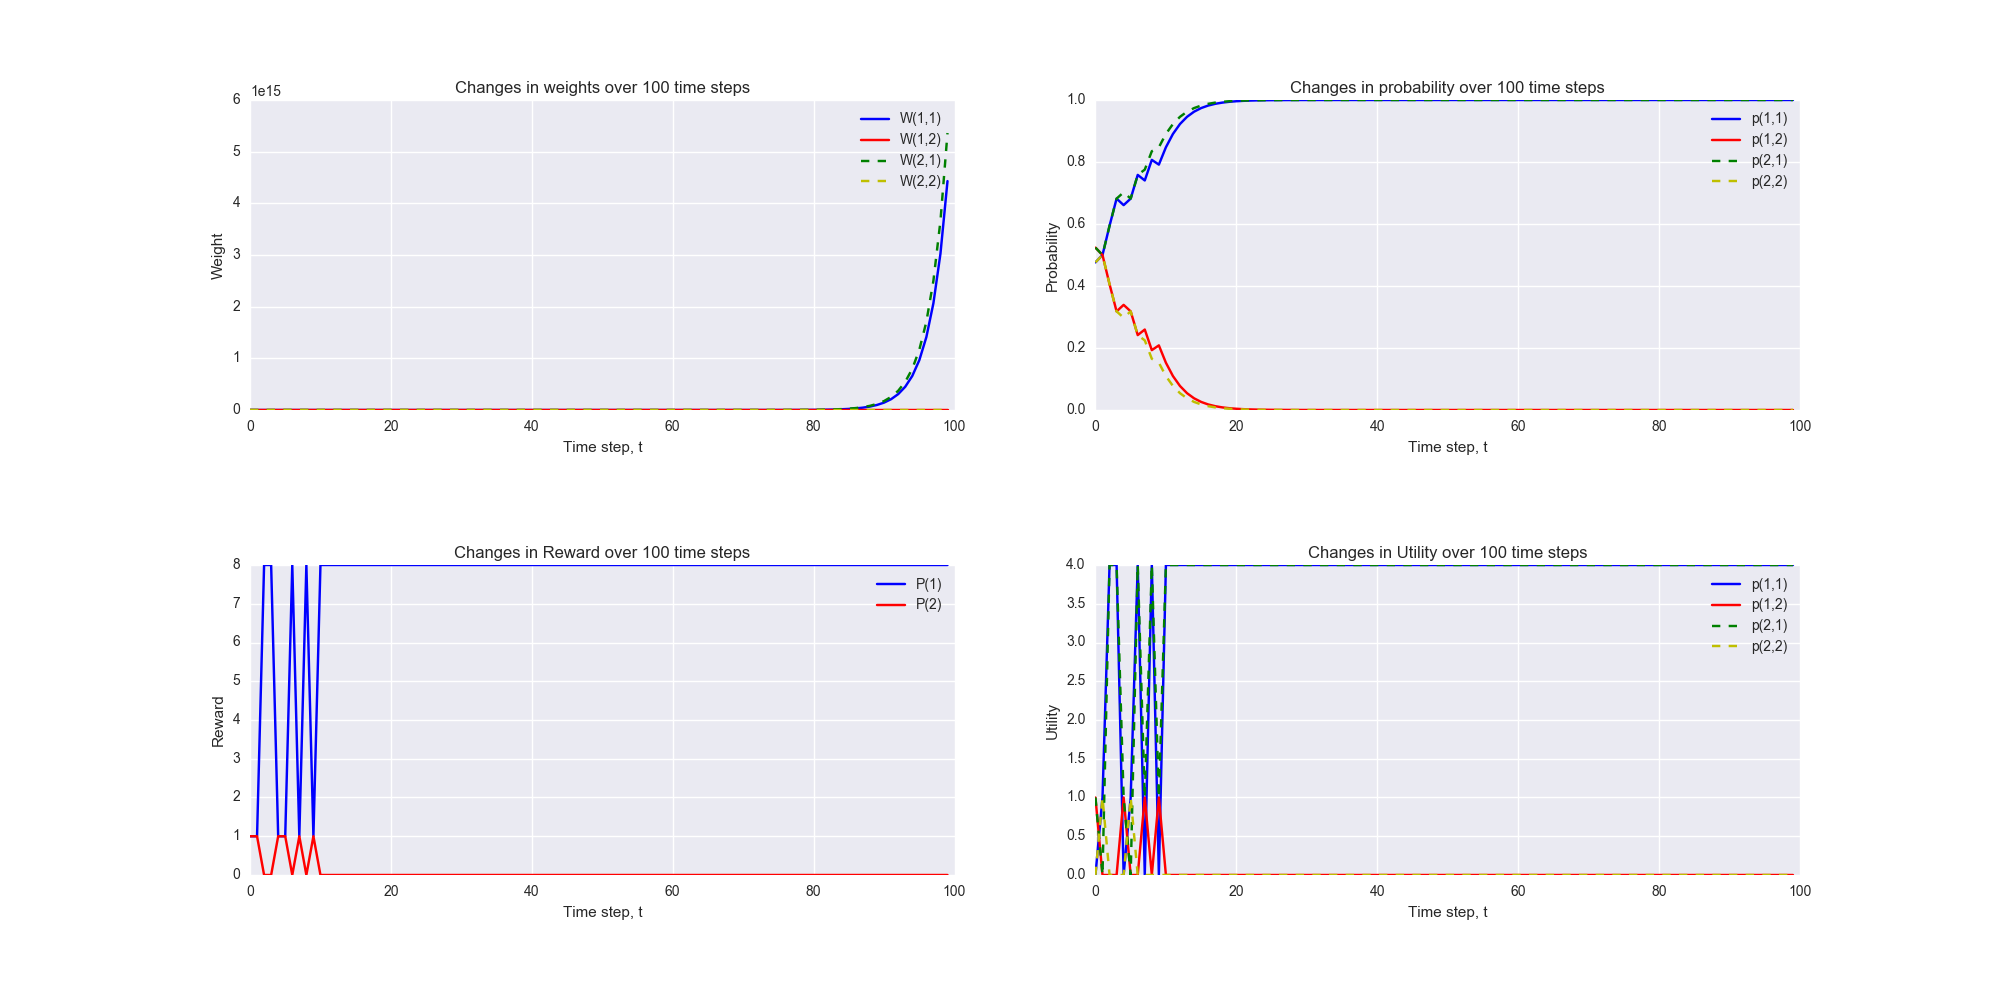 Changes in weights over 100 time steps
1e15
6
5
4
3
2
1
0
Weight
0 20 40 60 80 100
Time step, t
W(1,1)
W(1,2)
W(2,1)
W(2,2)
Changes in probability over 100 time steps
1.0
0.8
0.6
0.4
0.2
0.0
Probability
0 20 40 60 80 100
Time step, t
p(1,1)
p(1,2)
p(2,1)
p(2,2)
Changes in Reward over 100 time steps
8
7
6
5
4
3
2
1
0
Reward
0 20 40 60 80 100
Time step, t
P(1)
P(2)
Changes in Utility over 100 time steps
4.0
3.5
3.0
2.5
2.0
1.5
1.0
0.5
0.0
Utility
0 20 40 60 80 100
Time step, t
p(1,1)
p(1,2)
p(2,1)
p(2,2)